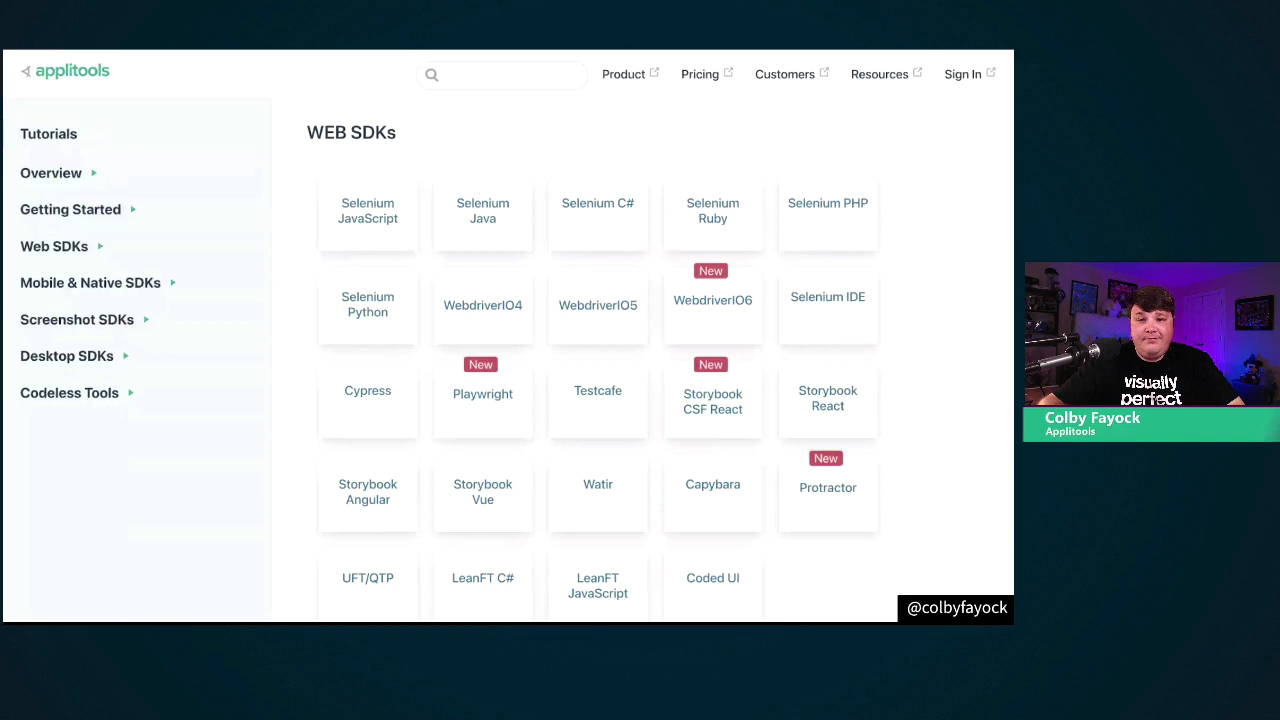 applitools
Product
Pricing
Customers
Resources
Sign In
Tutorials
Overview
Getting Started
Web SDKs
Mobile & Native SDKs
Screenshot SDKs
Desktop SDKs
Codeless Tools
WEB SDKs
Selenium
JavaScript
Selenium
Java
Selenium C#
Selenium
Ruby
Selenium PHP
Selenium
Python
WebdriverIO4
WebdriverIO5
New
WebdriverIO6
Selenium IDE
Cypress
New
Playwright
Testcafe
New
Storybook
CSF React
Storybook
React
Storybook
Angular
Storybook
Vue
Watir
Capybara
New
Protractor
UFT/QTP
LeanFT C#
LeanFT
JavaScript
Coded UI
@colbyfayock
visually
perfect
Colby Fayock
Applitools